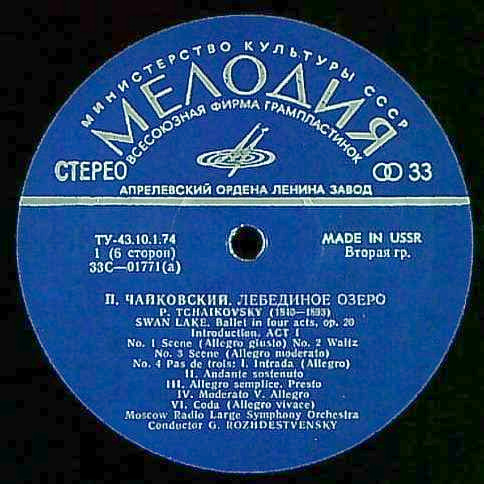 МИНИСТЕРСТВО КУЛЬТУРЫ СССР
МЕЛОДИЯ
ВСЕСОЮЗНАЯ ФИРМА ГРАМПЛАСТИНОК
СТЕРЕО 33
АПРЕЛЕВСКИЙ ОРДЕНА ЛЕНИНА ЗАВОД
ТУ-43.10.1.74
1 (6 сторон)
33С—01771(а)
MADE IN USSR
Вторая гр.
П. ЧАЙКОВСКИЙ. ЛЕБЕДИНОЕ ОЗЕРО
P. TCHAIKOVSKY (1840—1893)
SWAN LAKE. Ballet in four acts, op. 20
Introduction. ACT I
No. 1 Scene (Allegro giusto) No. 2 Waltz
No. 3 Scene (Allegro moderato)
No. 4 Pas de trois: I. Intrada (Allegro)
II. Andante sostenuto
III. Allegro semplice. Presto
IV. Moderato V. Allegro
VI. Coda (Allegro vivace)
Moscow Radio Large Symphony Orchestra
Conductor G. ROZHDESTVENSKY